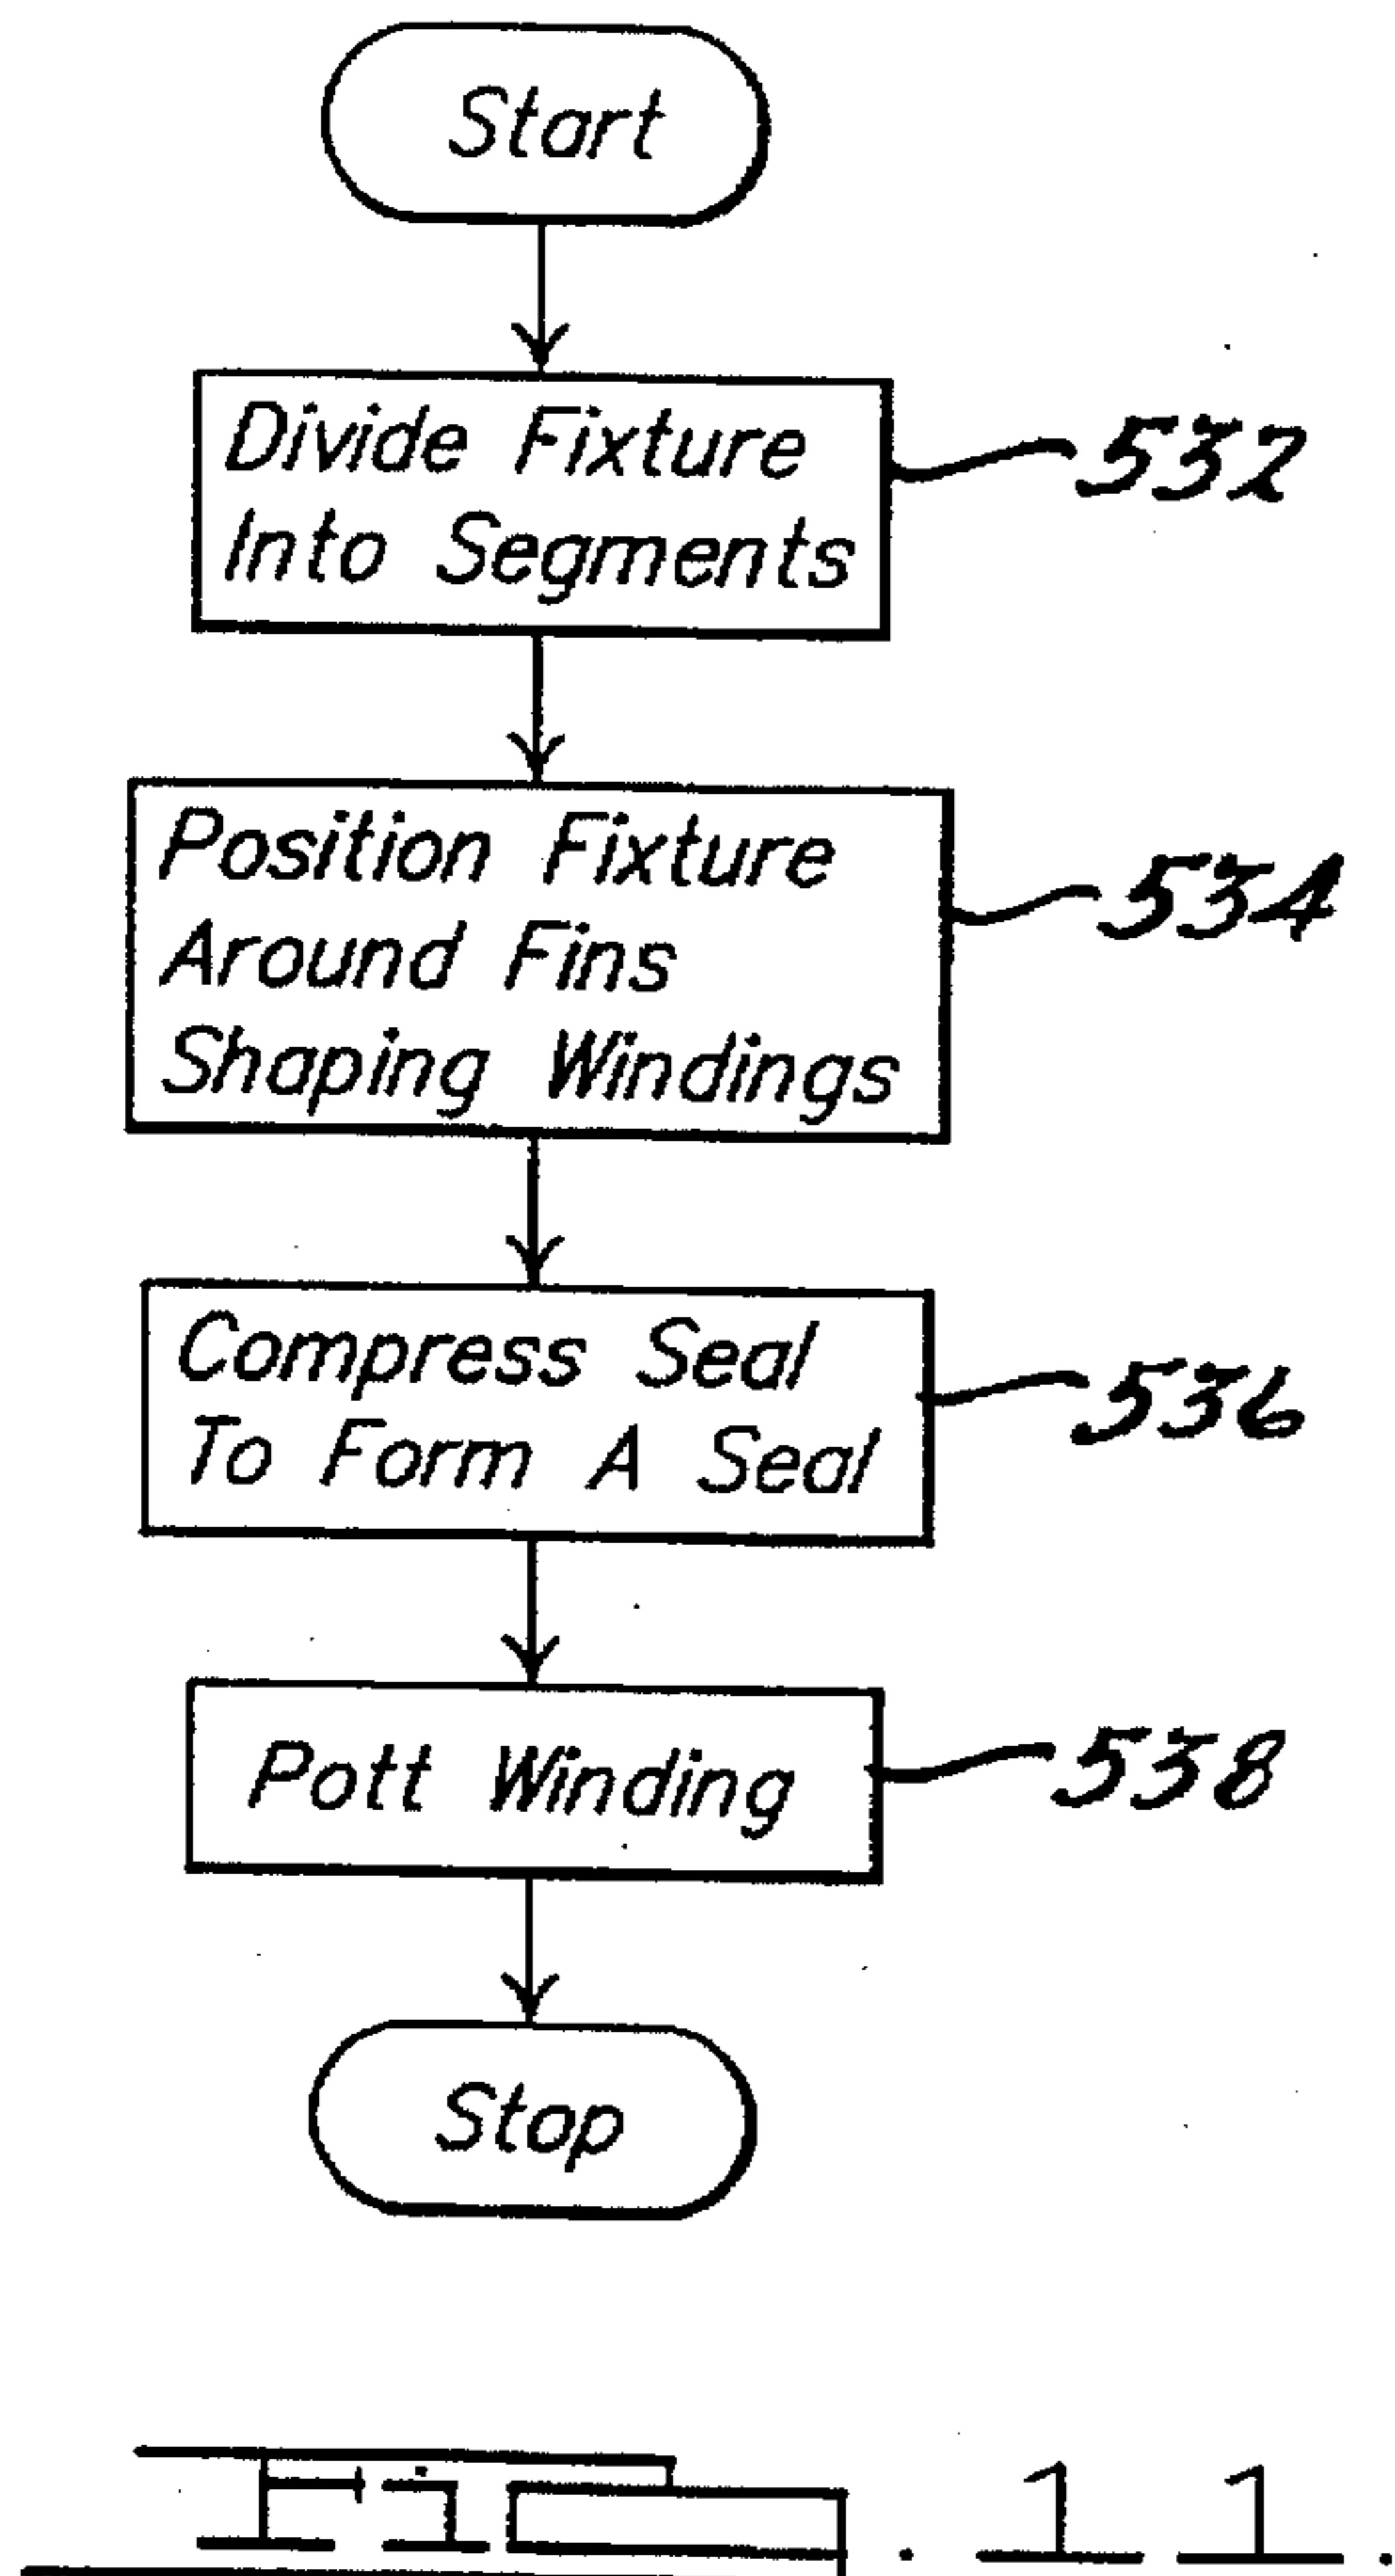 Start
Divide Fixture
Into Segments
532
Position Fixture
Around Fins
Shaping Windings
534
Compress Seal
To Form A Seal
536
Pott Winding
538
Stop
Fig. 11.